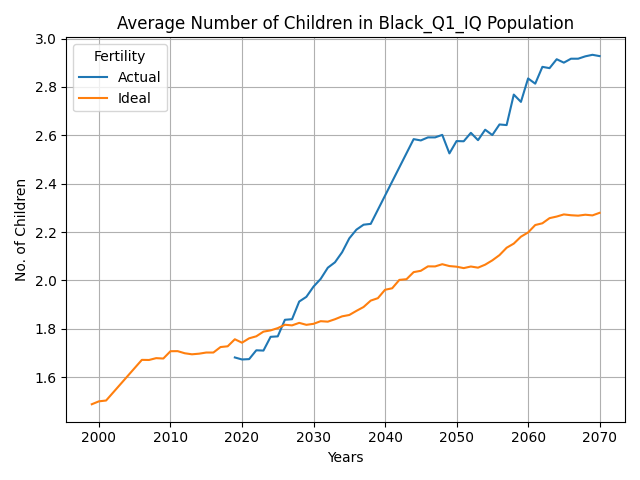 Average Number of Children in Black_Q1_IQ Population
Fertility
Actual
Ideal
No. of Children
3.0
2.8
2.6
2.4
2.2
2.0
1.8
1.6
2000 2010 2020 2030 2040 2050 2060 2070
Years